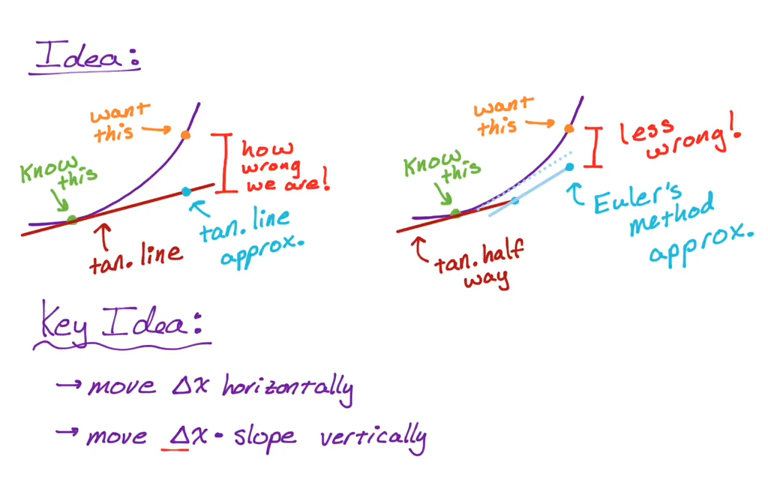 Idea:
want
this →
Know
this
how
wrong
we are!
tan. line
tan. line
approx.
want
this →
Know
this
less
wrong!
tan. half
way
Euler's
method
approx.
Key Idea:
→ move Δx horizontally
→ move Δx · slope vertically